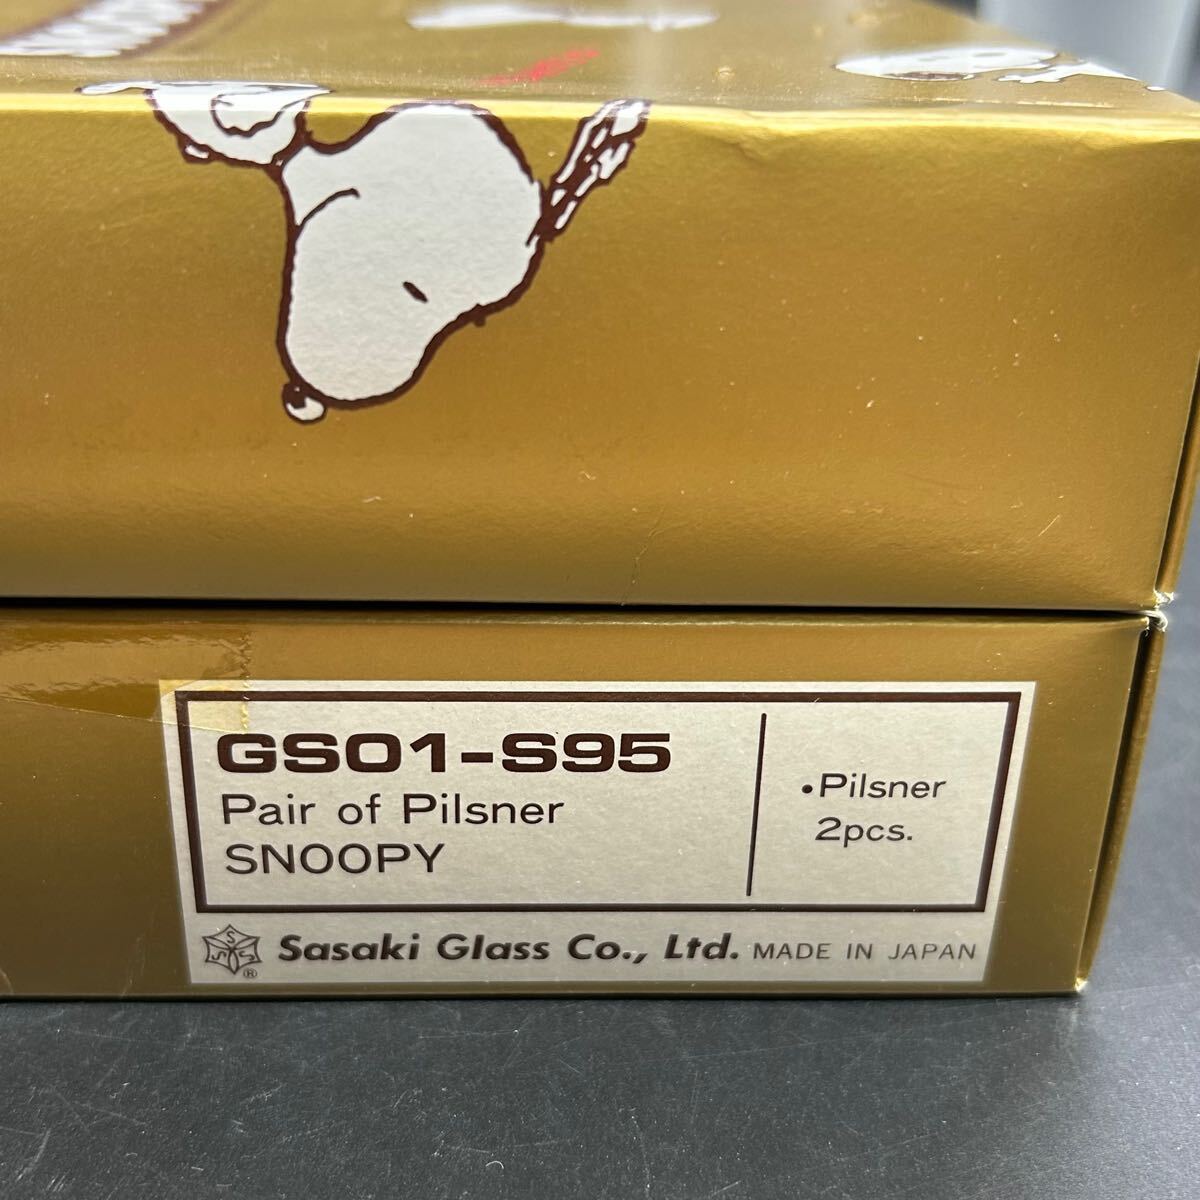 GS01-S95
Pair of Pilsner
SNOOPY
•Pilsner
2pcs.
Sasaki Glass Co., Ltd. MADE IN JAPAN